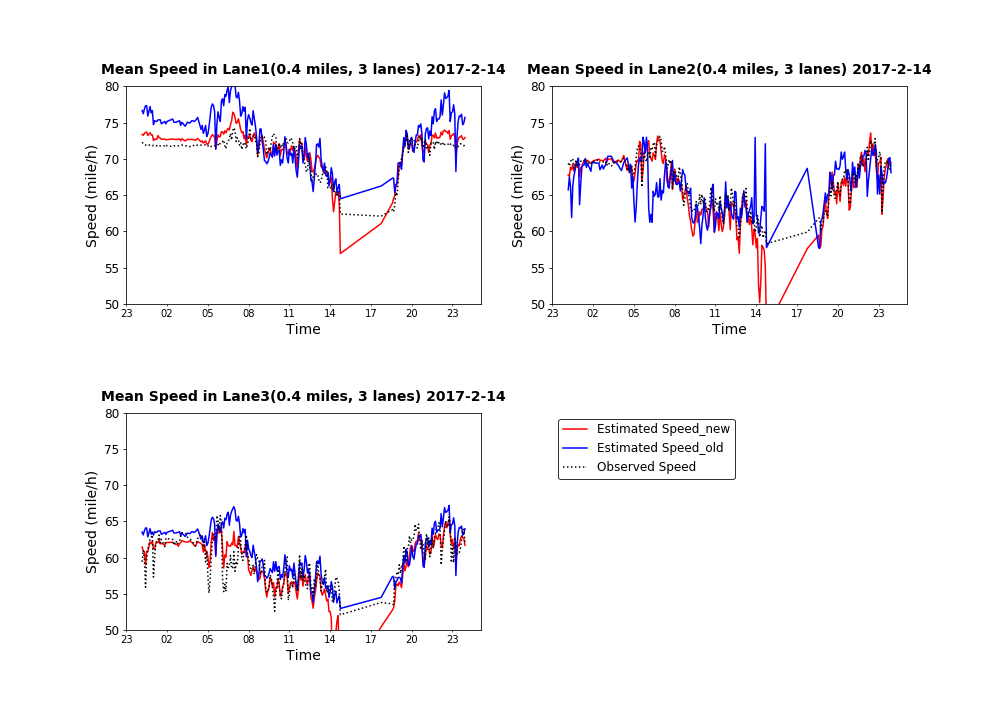 Mean Speed in Lane1(0.4 miles, 3 lanes) 2017-2-14
80
75
70
65
60
55
50
Speed (mile/h)
23 02 05 08 11 14 17 20 23
Time
Mean Speed in Lane2(0.4 miles, 3 lanes) 2017-2-14
80
75
70
65
60
55
50
Speed (mile/h)
23 02 05 08 11 14 17 20 23
Time
Mean Speed in Lane3(0.4 miles, 3 lanes) 2017-2-14
80
75
70
65
60
55
50
Speed (mile/h)
23 02 05 08 11 14 17 20 23
Time
Estimated Speed_new
Estimated Speed_old
Observed Speed